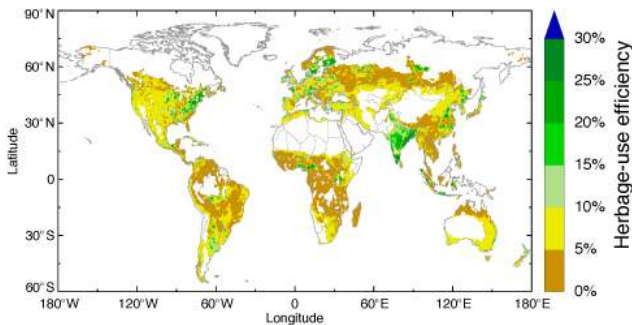 90°N
60°N
30°N
0
30°S
60°S
Latitude
180°W 120°W 60°W 0 60°E 120°E 180°E
Longitude
30%
25%
20%
15%
10%
5%
0%
Herbage-use efficiency